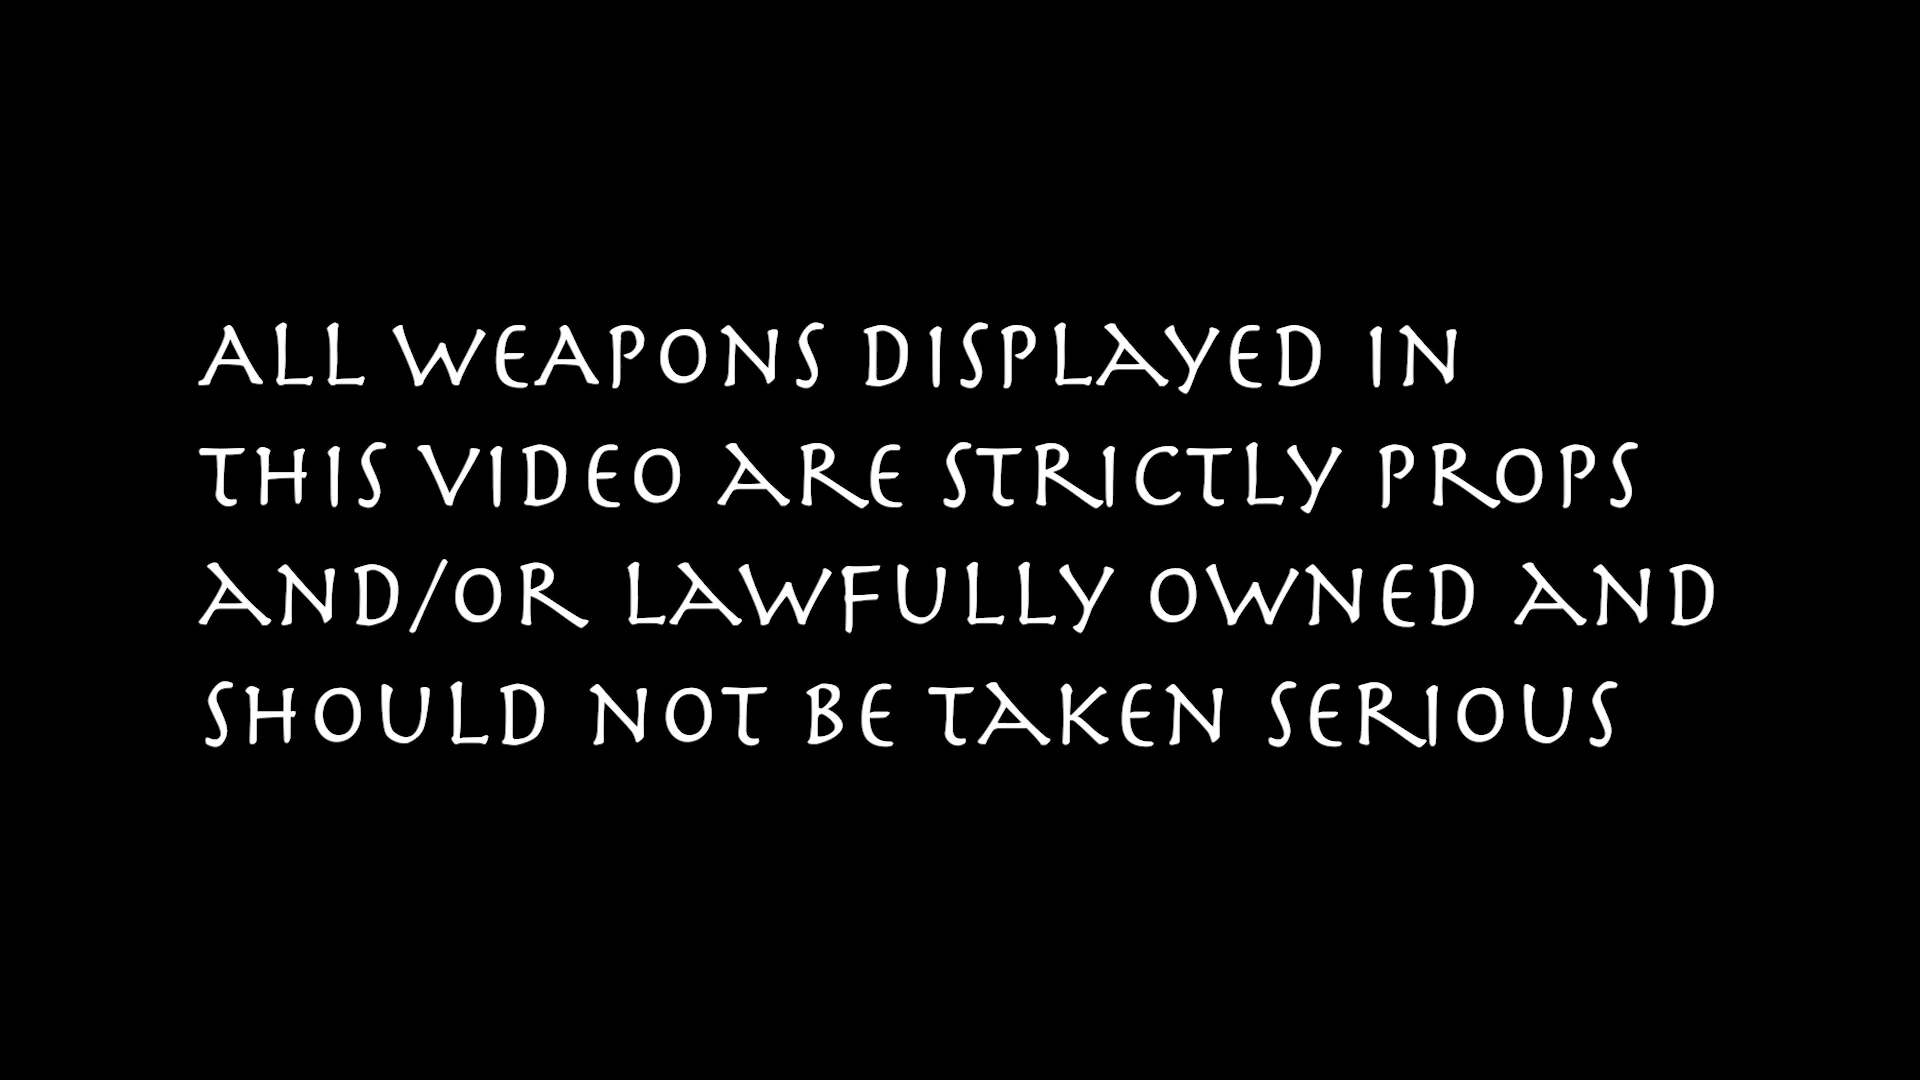 ALL WEAPONS DISPLAYED IN
THIS VIDEO ARE STRICTLY PROPS
AND/OR LAWFULLY OWNED AND
SHOULD NOT BE TAKEN SERIOUS